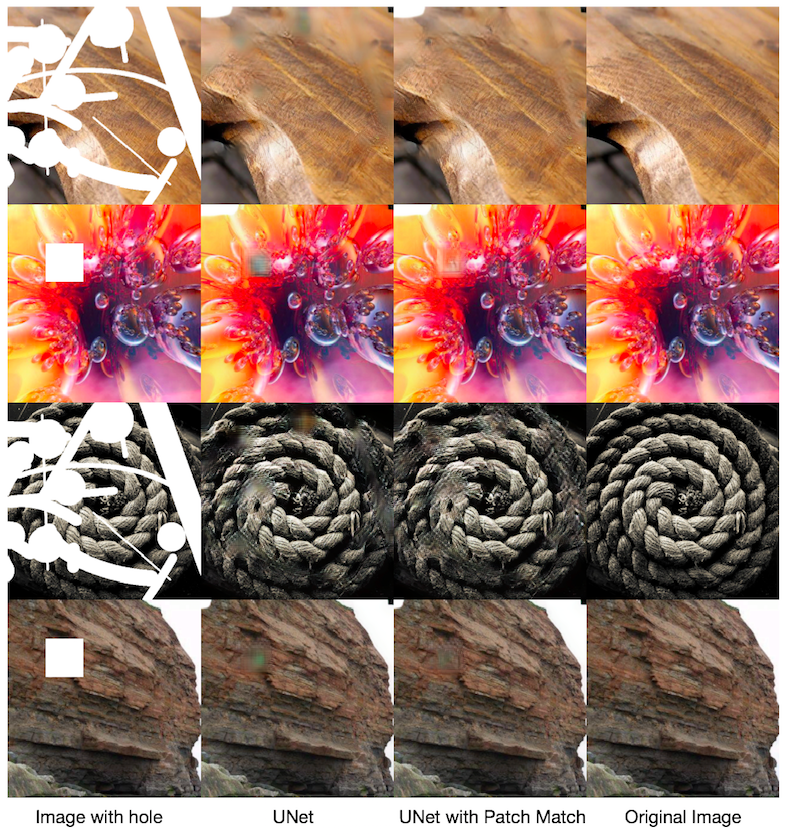 Image with hole
UNet
UNet with Patch Match
Original Image